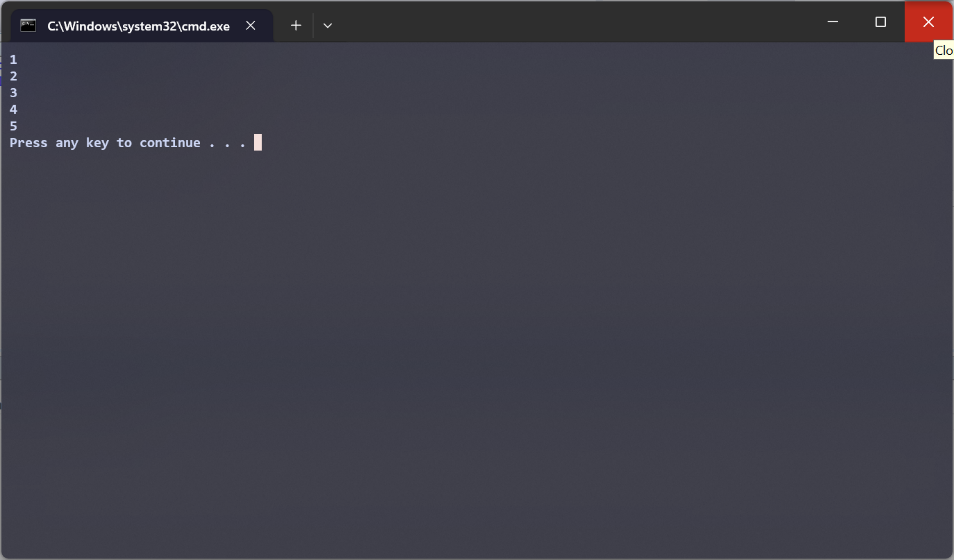 C:\Windows\system32\cmd.exe
Clo
1
2
3
4
5
Press any key to continue . . .